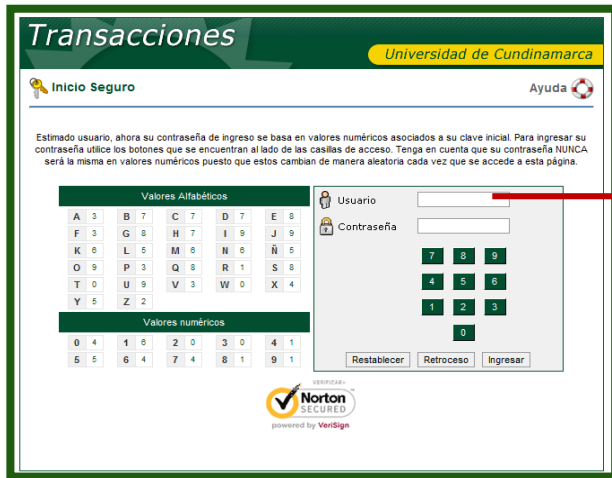 Transacciones
Universidad de Cundinamarca
Inicio Seguro
Ayuda
Estimado usuario, ahora su contraseña de ingreso se basa en valores numéricos asociados a su clave inicial. Para ingresar su
contraseña utilice los botones que se encuentran al lado de las casillas de acceso. Tenga en cuenta que su contraseña NUNCA
será la misma en valores numéricos puesto que estos cambian de manera aleatoria cada vez que se accede a esta página.
Valores Alfabéticos
A 3 B 7 C 7 D 7 E 8
F 3 G 8 H 7 I 9 J 9
K 6 L 5 M 6 N 6 Ñ 5
O 9 P 3 Q 8 R 1 S 8
T 0 U 9 V 3 W 0 X 4
Y 5 Z 2
Valores numéricos
0 4 1 6 2 0 3 0 4 1
5 5 6 4 7 4 8 1 9 1
Usuario
Contraseña
7 8 9
4 5 6
1 2 3
0
Restablecer Retroceso Ingresar
VERIFICAR
Norton
SECURED
powered by VeriSign